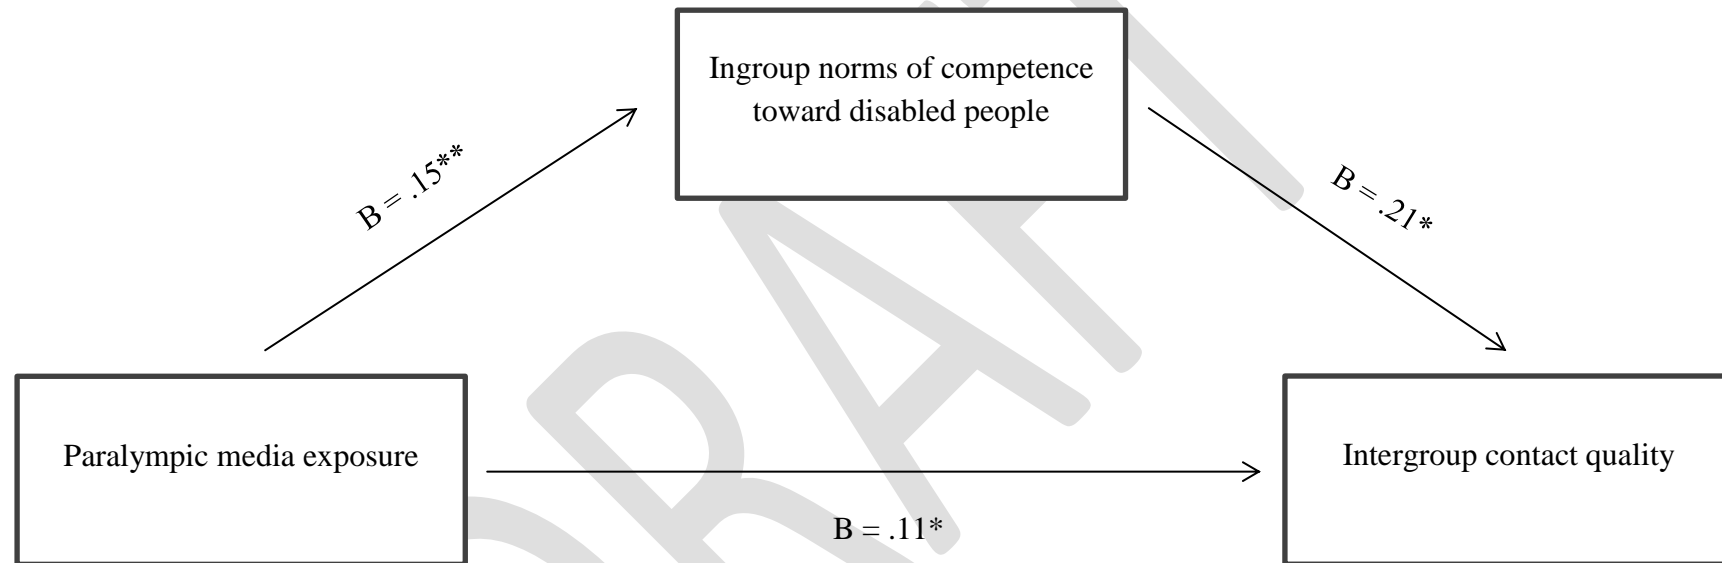 Ingroup norms of competence
toward disabled people
B = .15**
B = .21*
Paralympic media exposure
Intergroup contact quality
B = .11*
DRAFT